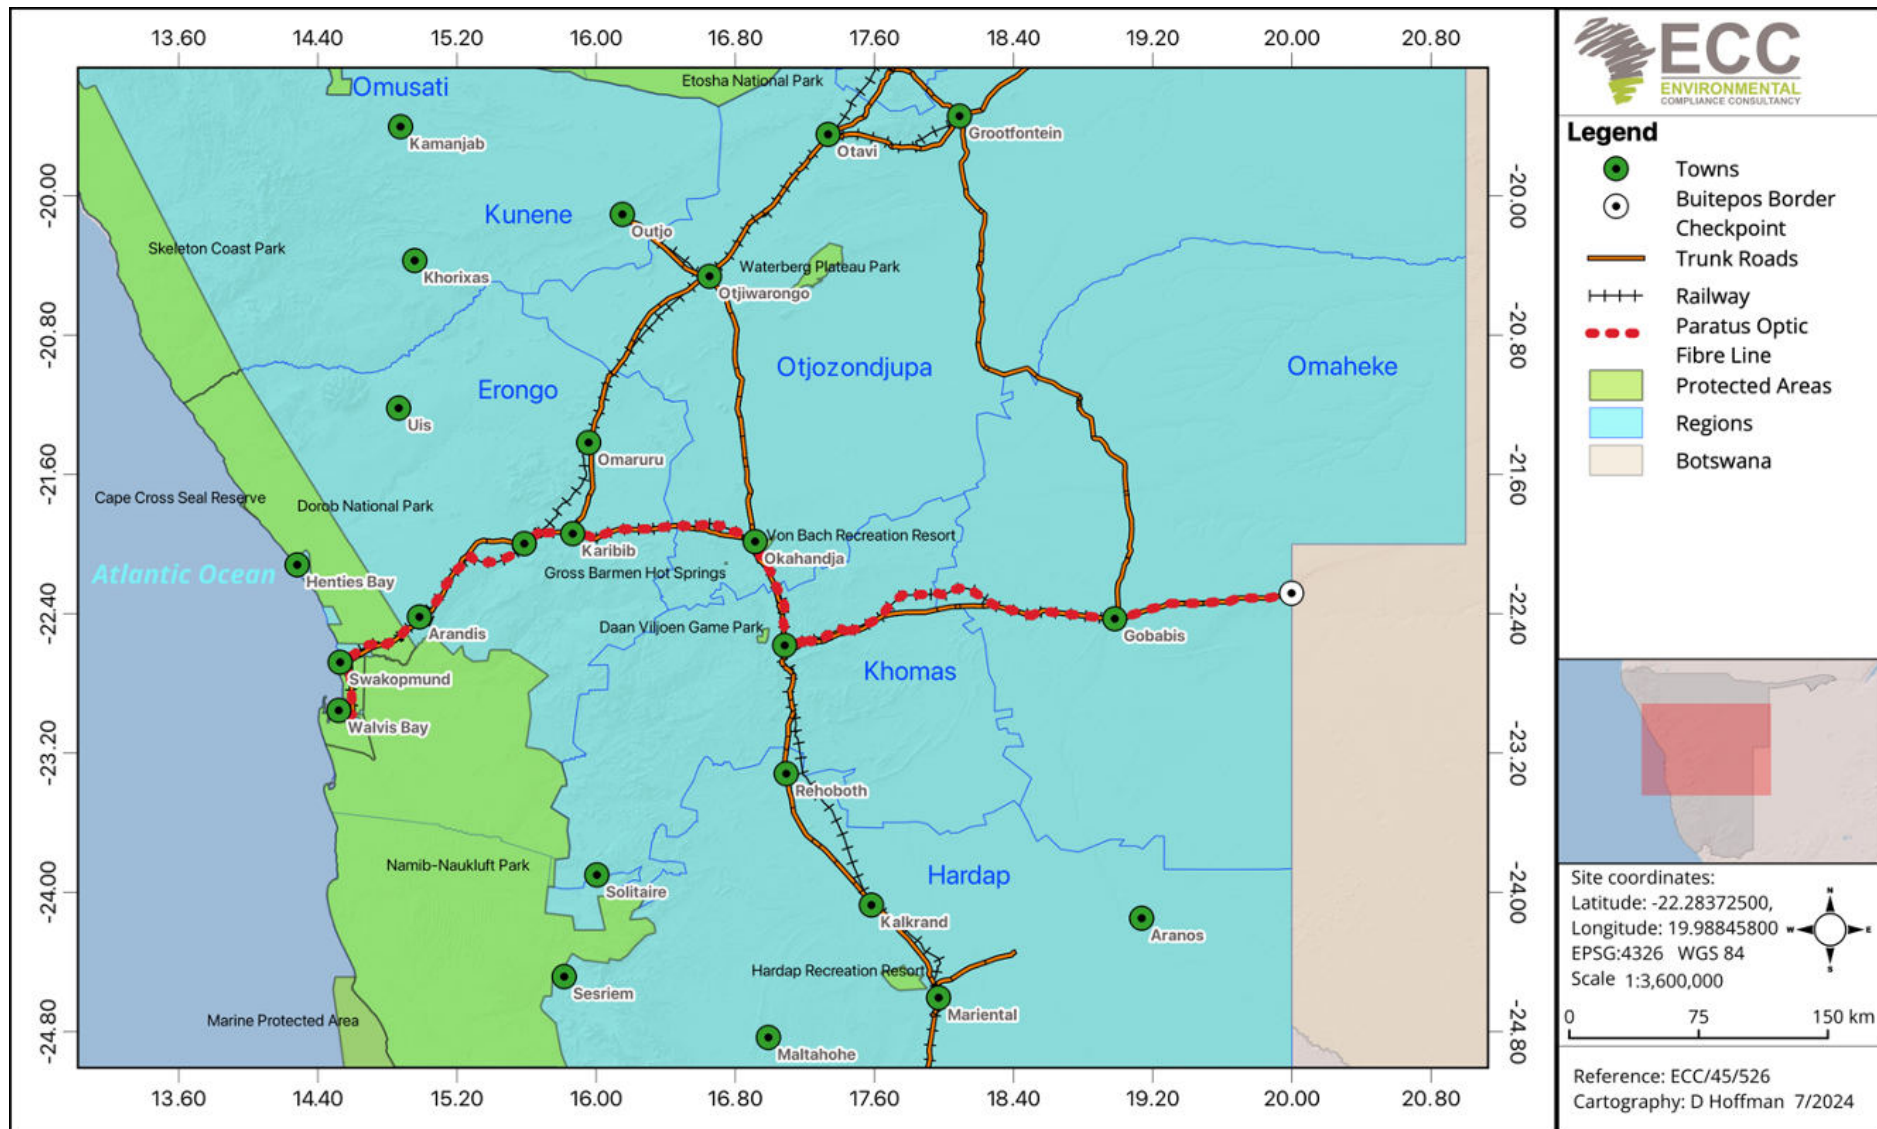 13.60 14.40 15.20 16.00 16.80 17.60 18.40 19.20 20.00 20.80
-20.00
-20.80
-21.60
-22.40
-23.20
-24.00
-24.80
Omusati
Etosha National Park
Kamanjab
Otavi
Grootfontein
Kunene
Outjo
Skeleton Coast Park
Khorixas
Waterberg Plateau Park
Otjiwarongo
Erongo
Otjozondjupa
Omaheke
Uis
Omaruru
Cape Cross Seal Reserve
Dorob National Park
Karibib
Von Bach Recreation Resort
Okahandja
Atlantic Ocean
Henties Bay
Gross Barmen Hot Springs
Arandis
Daan Viljoen Game Park
Gobabis
Swakopmund
Khomas
Walvis Bay
Rehoboth
Namib-Naukluft Park
Solitaire
Hardap
Kalkrand
Aranos
Hardap Recreation Resort
Sesriem
Mariental
Marine Protected Area
Maltahohe
-20.00
-20.80
-21.60
-22.40
-23.20
-24.00
-24.80
13.60 14.40 15.20 16.00 16.80 17.60 18.40 19.20 20.00 20.80
ECC
ENVIRONMENTAL
COMPLIANCE CONSULTANCY
Legend
Towns
Buitepos Border
Checkpoint
Trunk Roads
Railway
Paratus Optic
Fibre Line
Protected Areas
Regions
Botswana
Site coordinates:
Latitude: -22.28372500,
Longitude: 19.98845800
EPSG:4326 WGS 84
Scale 1:3,600,000
N
W E
S
0 75 150 km
Reference: ECC/45/526
Cartography: D Hoffman 7/2024